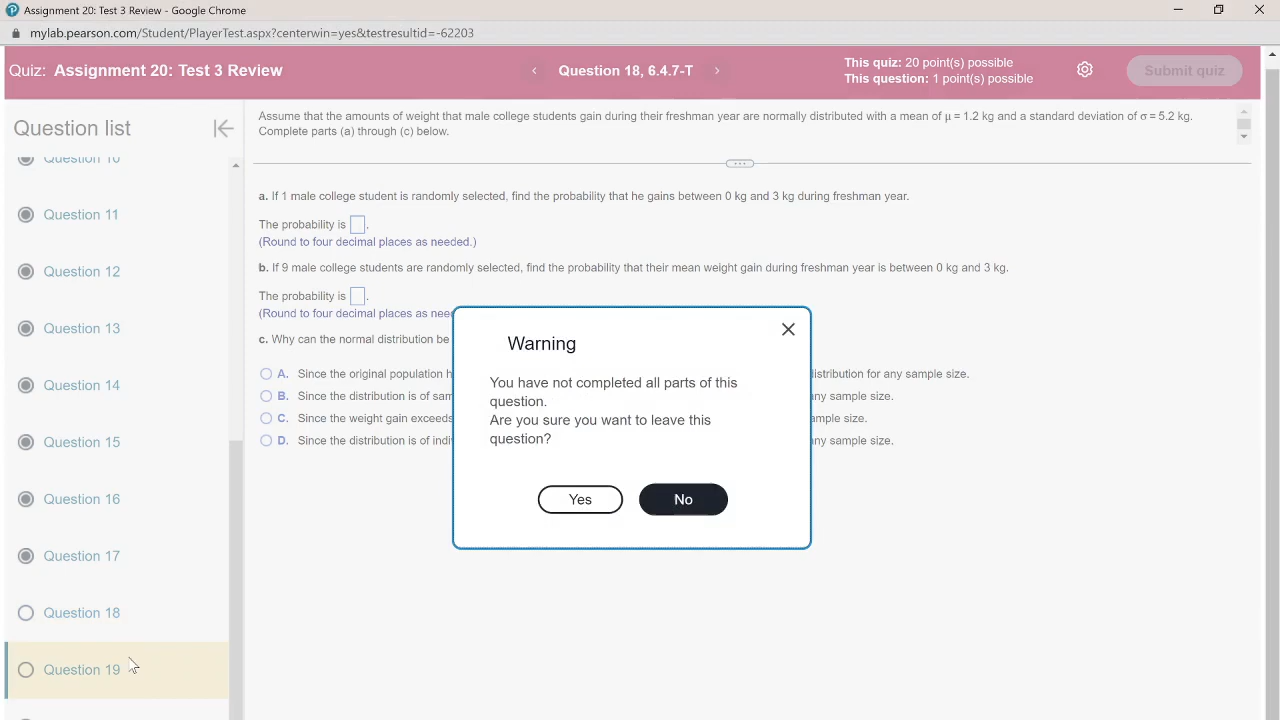 Assignment 20: Test 3 Review - Google Chrome
mylab.pearson.com/Student/PlayerTest.aspx?centerwin=yes&testresultid=-62203
Quiz: Assignment 20: Test 3 Review
Question 18, 6.4.7-T
This quiz: 20 point(s) possible
This question: 1 point(s) possible
Submit quiz
Question list
Question 10
Question 11
Question 12
Question 13
Question 14
Question 15
Question 16
Question 17
Question 18
Question 19
Assume that the amounts of weight that male college students gain during their freshman year are normally distributed with a mean of μ = 1.2 kg and a standard deviation of σ = 5.2 kg.
Complete parts (a) through (c) below.
a. If 1 male college student is randomly selected, find the probability that he gains between 0 kg and 3 kg during freshman year.
The probability is .
(Round to four decimal places as needed.)
b. If 9 male college students are randomly selected, find the probability that their mean weight gain during freshman year is between 0 kg and 3 kg.
The probability is .
(Round to four decimal places as
c. Why can the normal distribution be
A. Since the original population distribution for any sample size.
B. Since the distribution is of any sample size.
C. Since the weight gain exceeds sample size.
D. Since the distribution is of any sample size.
Warning
You have not completed all parts of this
question.
Are you sure you want to leave this
question?
Yes No